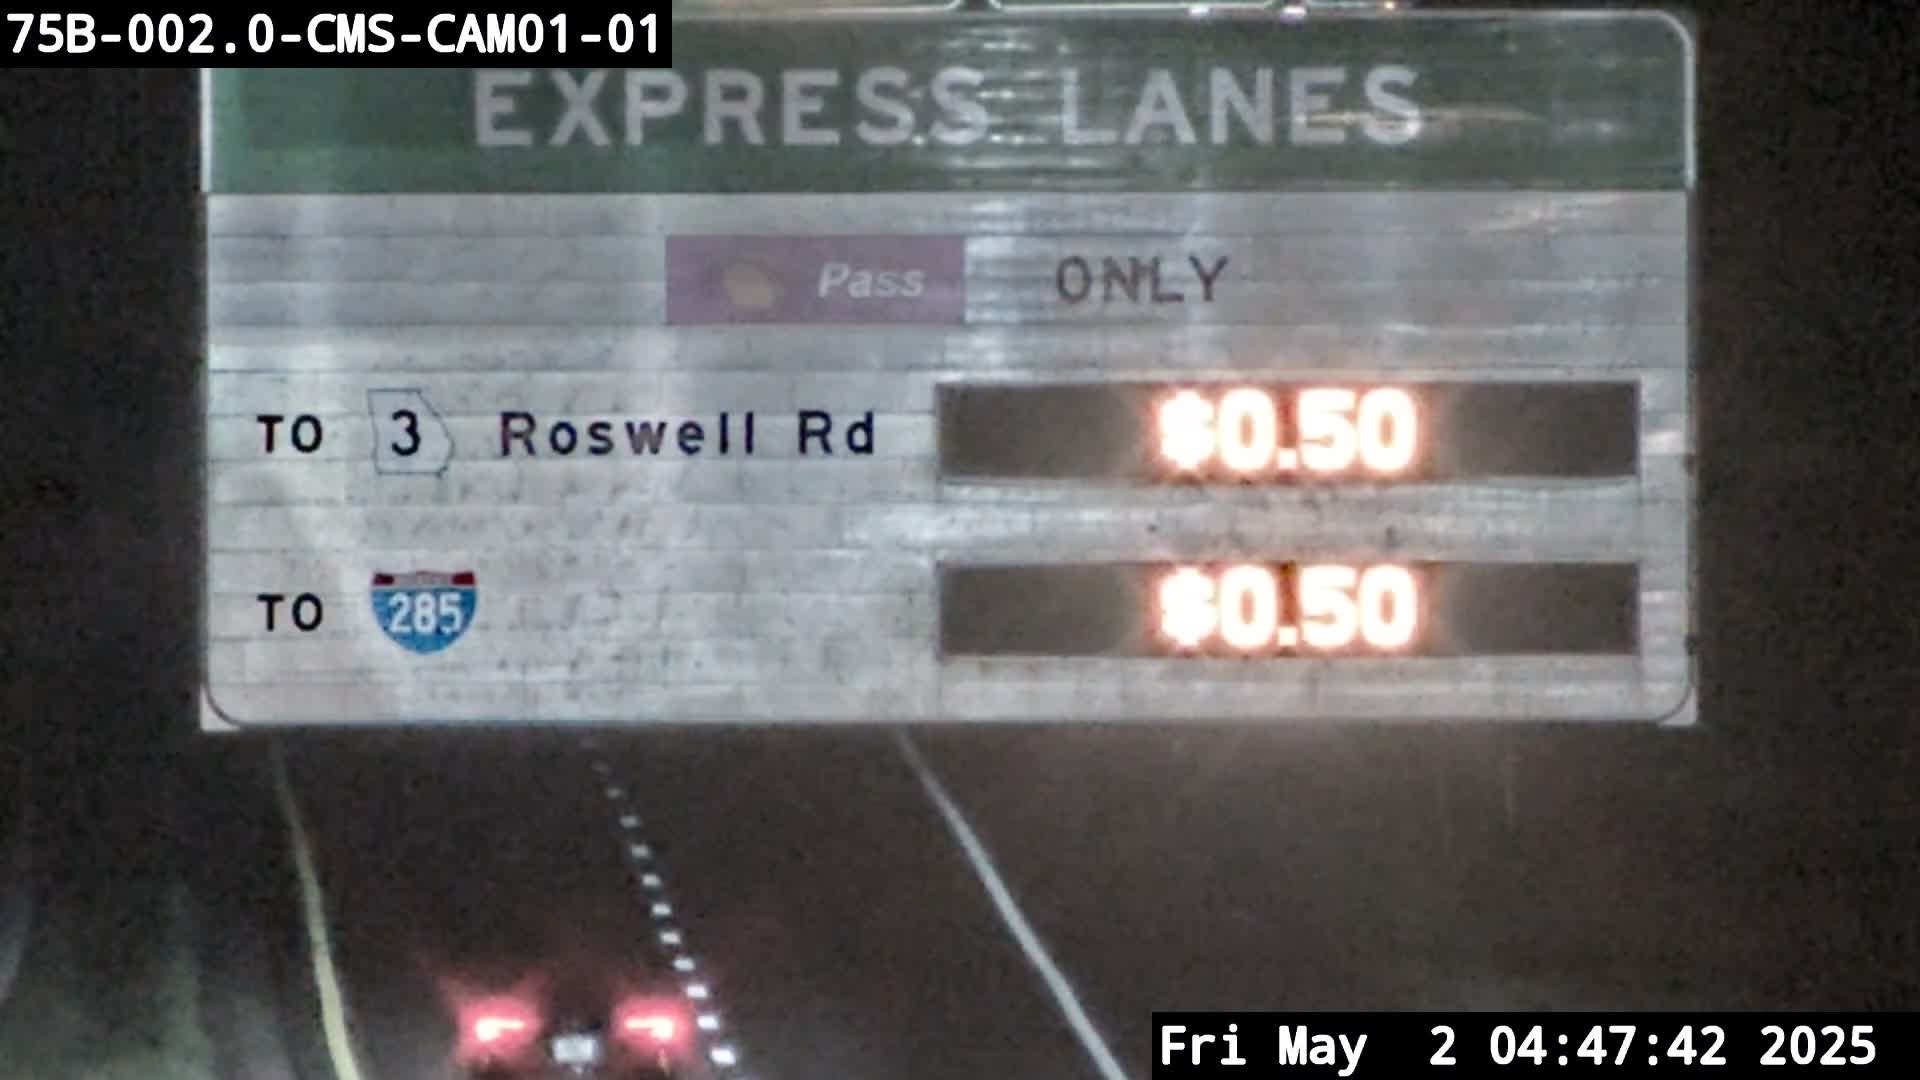 75B-002.0-CMS-CAM01-01
EXPRESS LANES
Pass ONLY
TO 3 Roswell Rd $0.50
TO 285 $0.50
Fri May 2 04:47:42 2025